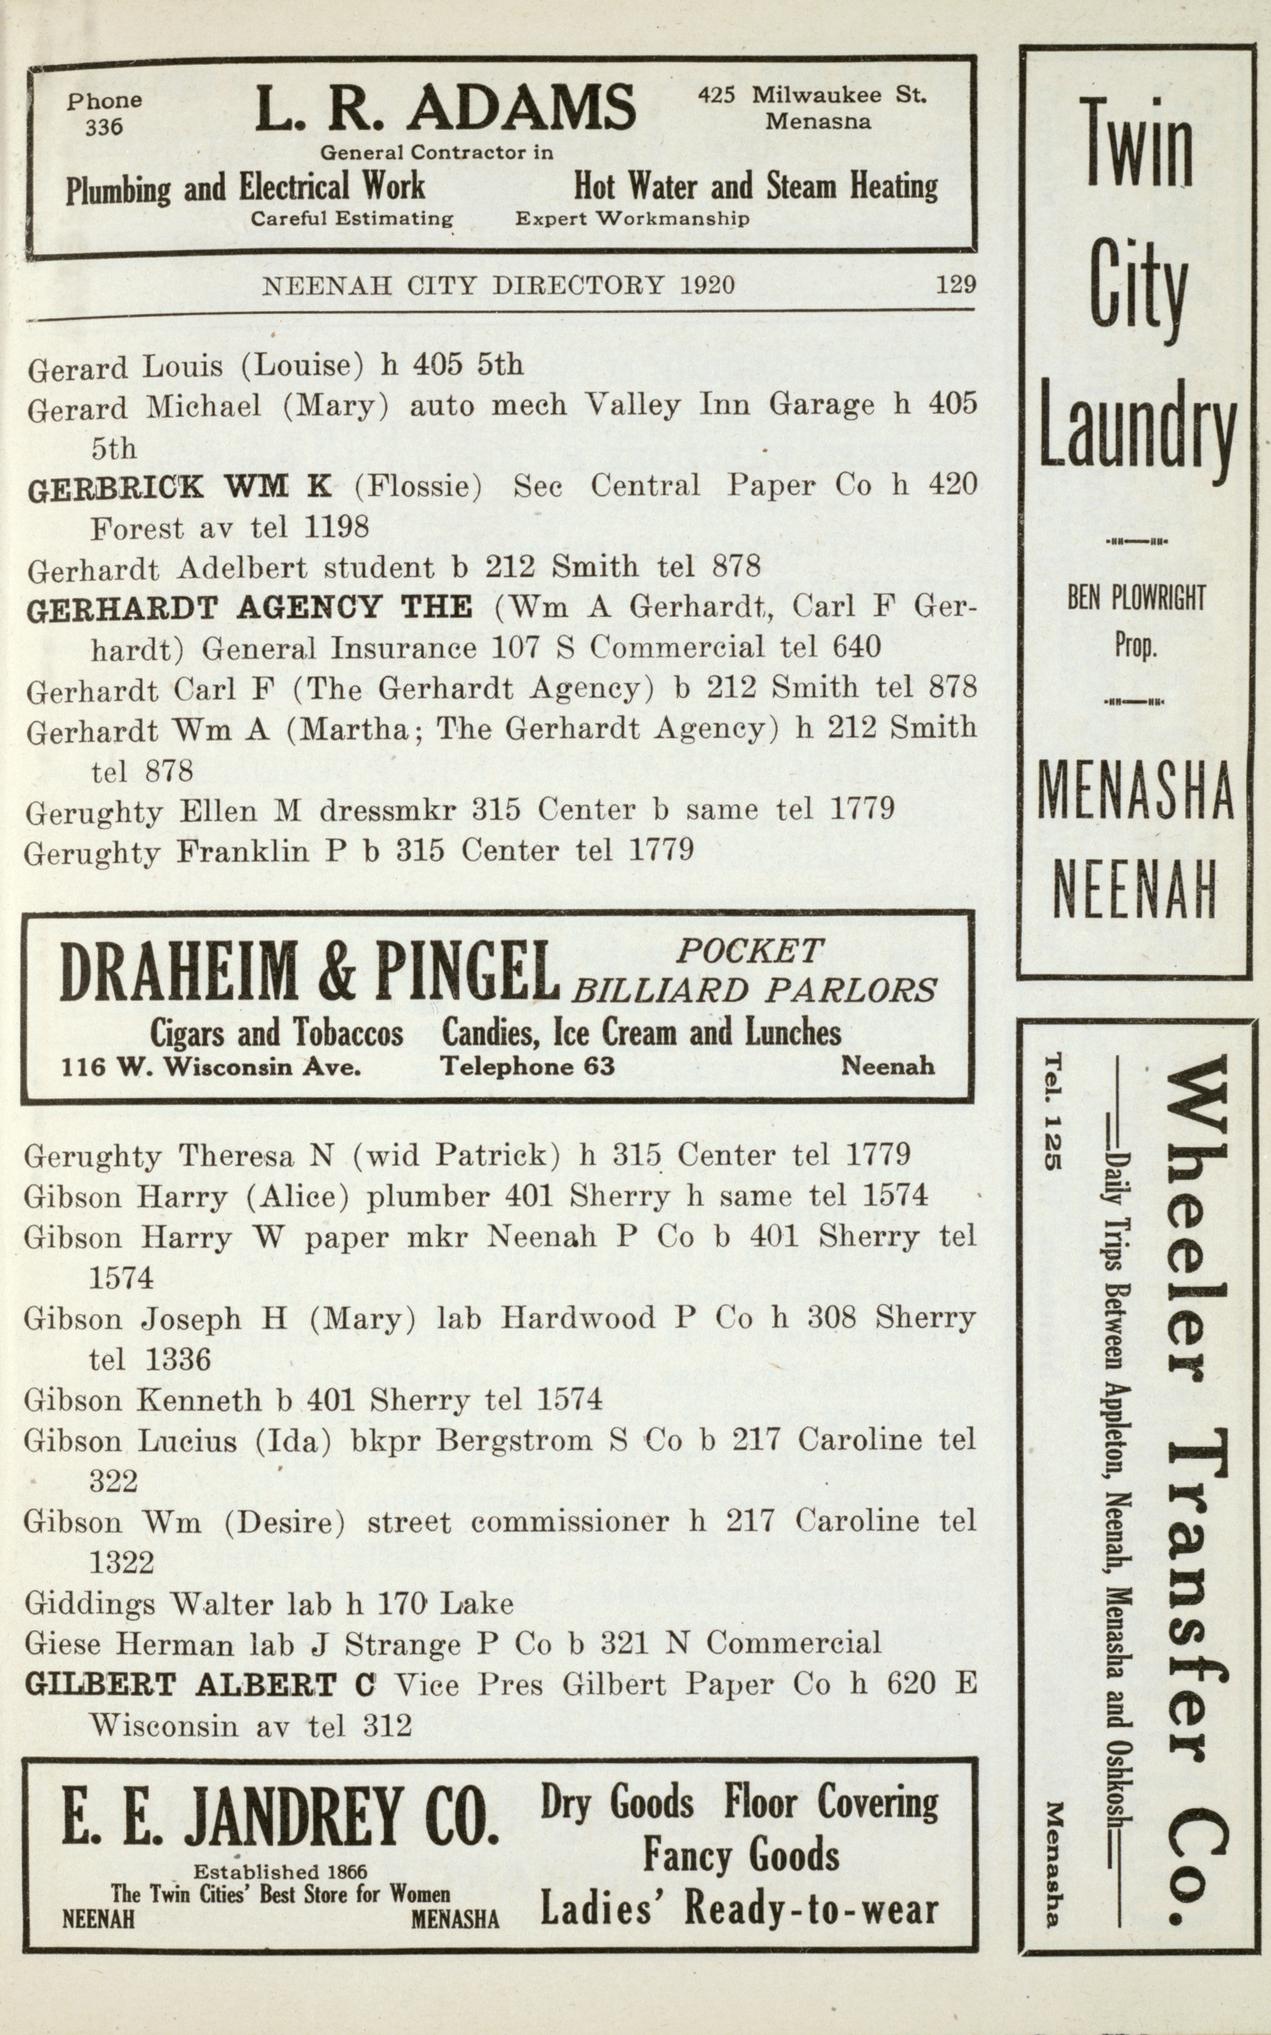 Phone
336
L. R. ADAMS
425 Milwaukee St.
Menasna
General Contractor in
Plumbing and Electrical Work Hot Water and Steam Heating
Careful Estimating Expert Workmanship
NEENAH CITY DIRECTORY 1920 129
Gerard Louis (Louise) h 405 5th
Gerard Michael (Mary) auto mech Valley Inn Garage h 405
5th
GERBRICK WM K (Flossie) Sec Central Paper Co h 420
Forest av tel 1198
Gerhardt Adelbert student b 212 Smith tel 878
GERHARDT AGENCY THE (Wm A Gerhardt, Carl F Ger-
hardt) General Insurance 107 S Commercial tel 640
Gerhardt Carl F (The Gerhardt Agency) b 212 Smith tel 878
Gerhardt Wm A (Martha; The Gerhardt Agency) h 212 Smith
tel 878
Gerughty Ellen M dressmkr 315 Center b same tel 1779
Gerughty Franklin P b 315 Center tel 1779
DRAHEIM & PINGEL
POCKET
BILLIARD PARLORS
Cigars and Tobaccos Candies, Ice Cream and Lunches
116 W. Wisconsin Ave. Telephone 63 Neenah
Gerughty Theresa N (wid Patrick) h 315 Center tel 1779
Gibson Harry (Alice) plumber 401 Sherry h same tel 1574
Gibson Harry W paper mkr Neenah P Co b 401 Sherry tel
1574
Gibson Joseph H (Mary) lab Hardwood P Co h 308 Sherry
tel 1336
Gibson Kenneth b 401 Sherry tel 1574
Gibson Lucius (Ida) bkpr Bergstrom S Co b 217 Caroline tel
322
Gibson Wm (Desire) street commissioner h 217 Caroline tel
1322
Giddings Walter lab h 170 Lake
Giese Herman lab J Strange P Co b 321 N Commercial
GILBERT ALBERT C Vice Pres Gilbert Paper Co h 620 E
Wisconsin av tel 312
E. E. JANDREY CO.
Established 1866
The Twin Cities' Best Store for Women
NEENAH MENASHA
Dry Goods Floor Covering
Fancy Goods
Ladies' Ready-to-wear
Twin
City
Laundry
BEN PLOWRIGHT
Prop.
MENASHA
NEENAH
Wheeler Transfer Co.
Daily Trips Between Appleton, Neenah, Menasha and Oshkosh
Tel. 125 Menasha